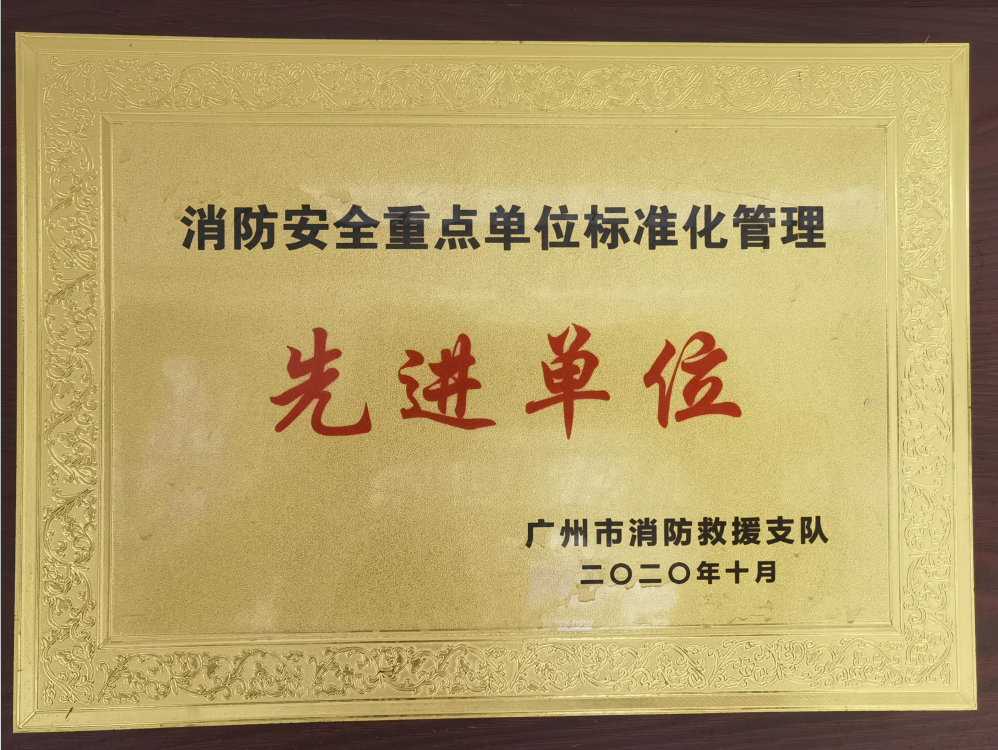 消防安全重点单位标准化管理
先进单位
广州市消防救援支队
二〇二〇年十月